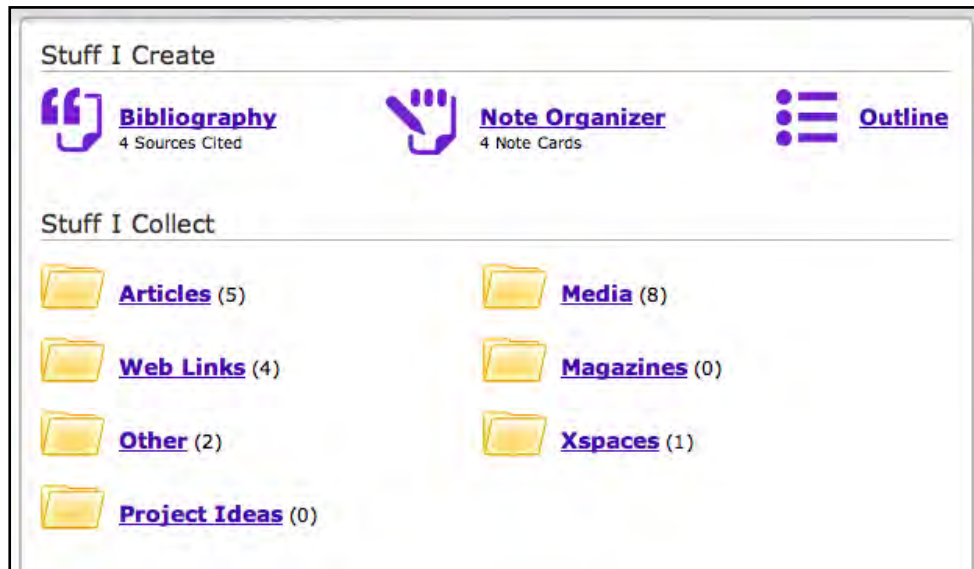 Stuff I Create
Bibliography
4 Sources Cited
Note Organizer
4 Note Cards
Outline
Stuff I Collect
Articles (5)
Media (8)
Web Links (4)
Magazines (0)
Other (2)
Xspaces (1)
Project Ideas (0)